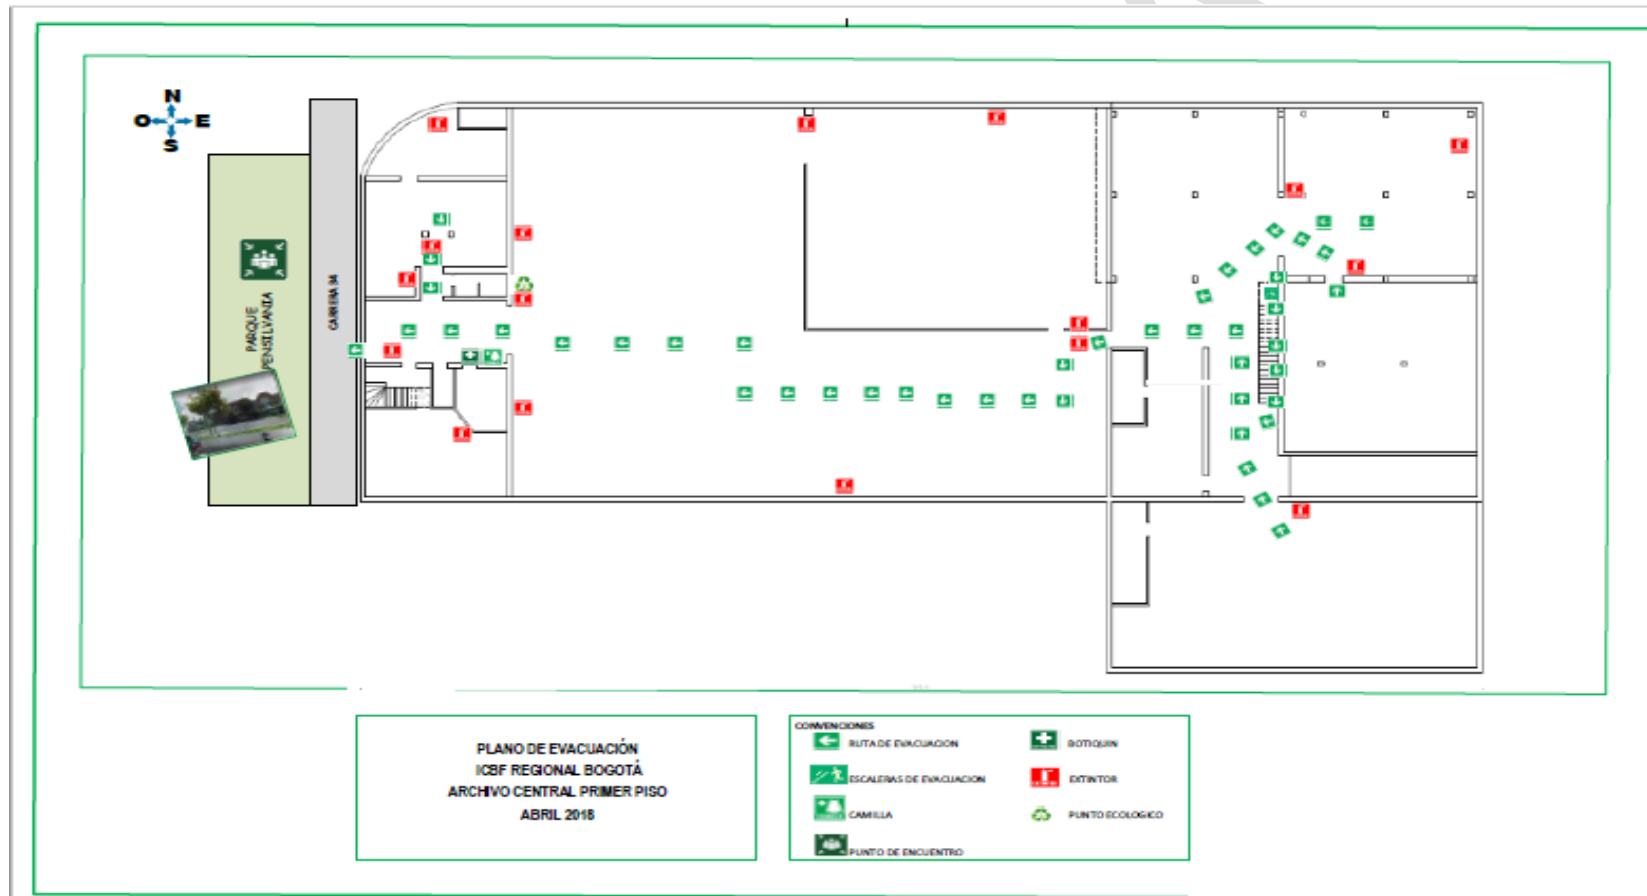 N
O E
S
PARQUE
PENSILVANIA
CARRERA 34
PLANO DE EVACUACIÓN
ICBF REGIONAL BOGOTÁ
ARCHIVO CENTRAL PRIMER PISO
ABRIL 2018
CONVENCIONES
RUTA DE EVACUACION
BOTIQUIN
ESCALERAS DE EVACUACION
EXTINTOR
CAMILLA
PUNTO ECOLOGICO
PUNTO DE ENCUENTRO